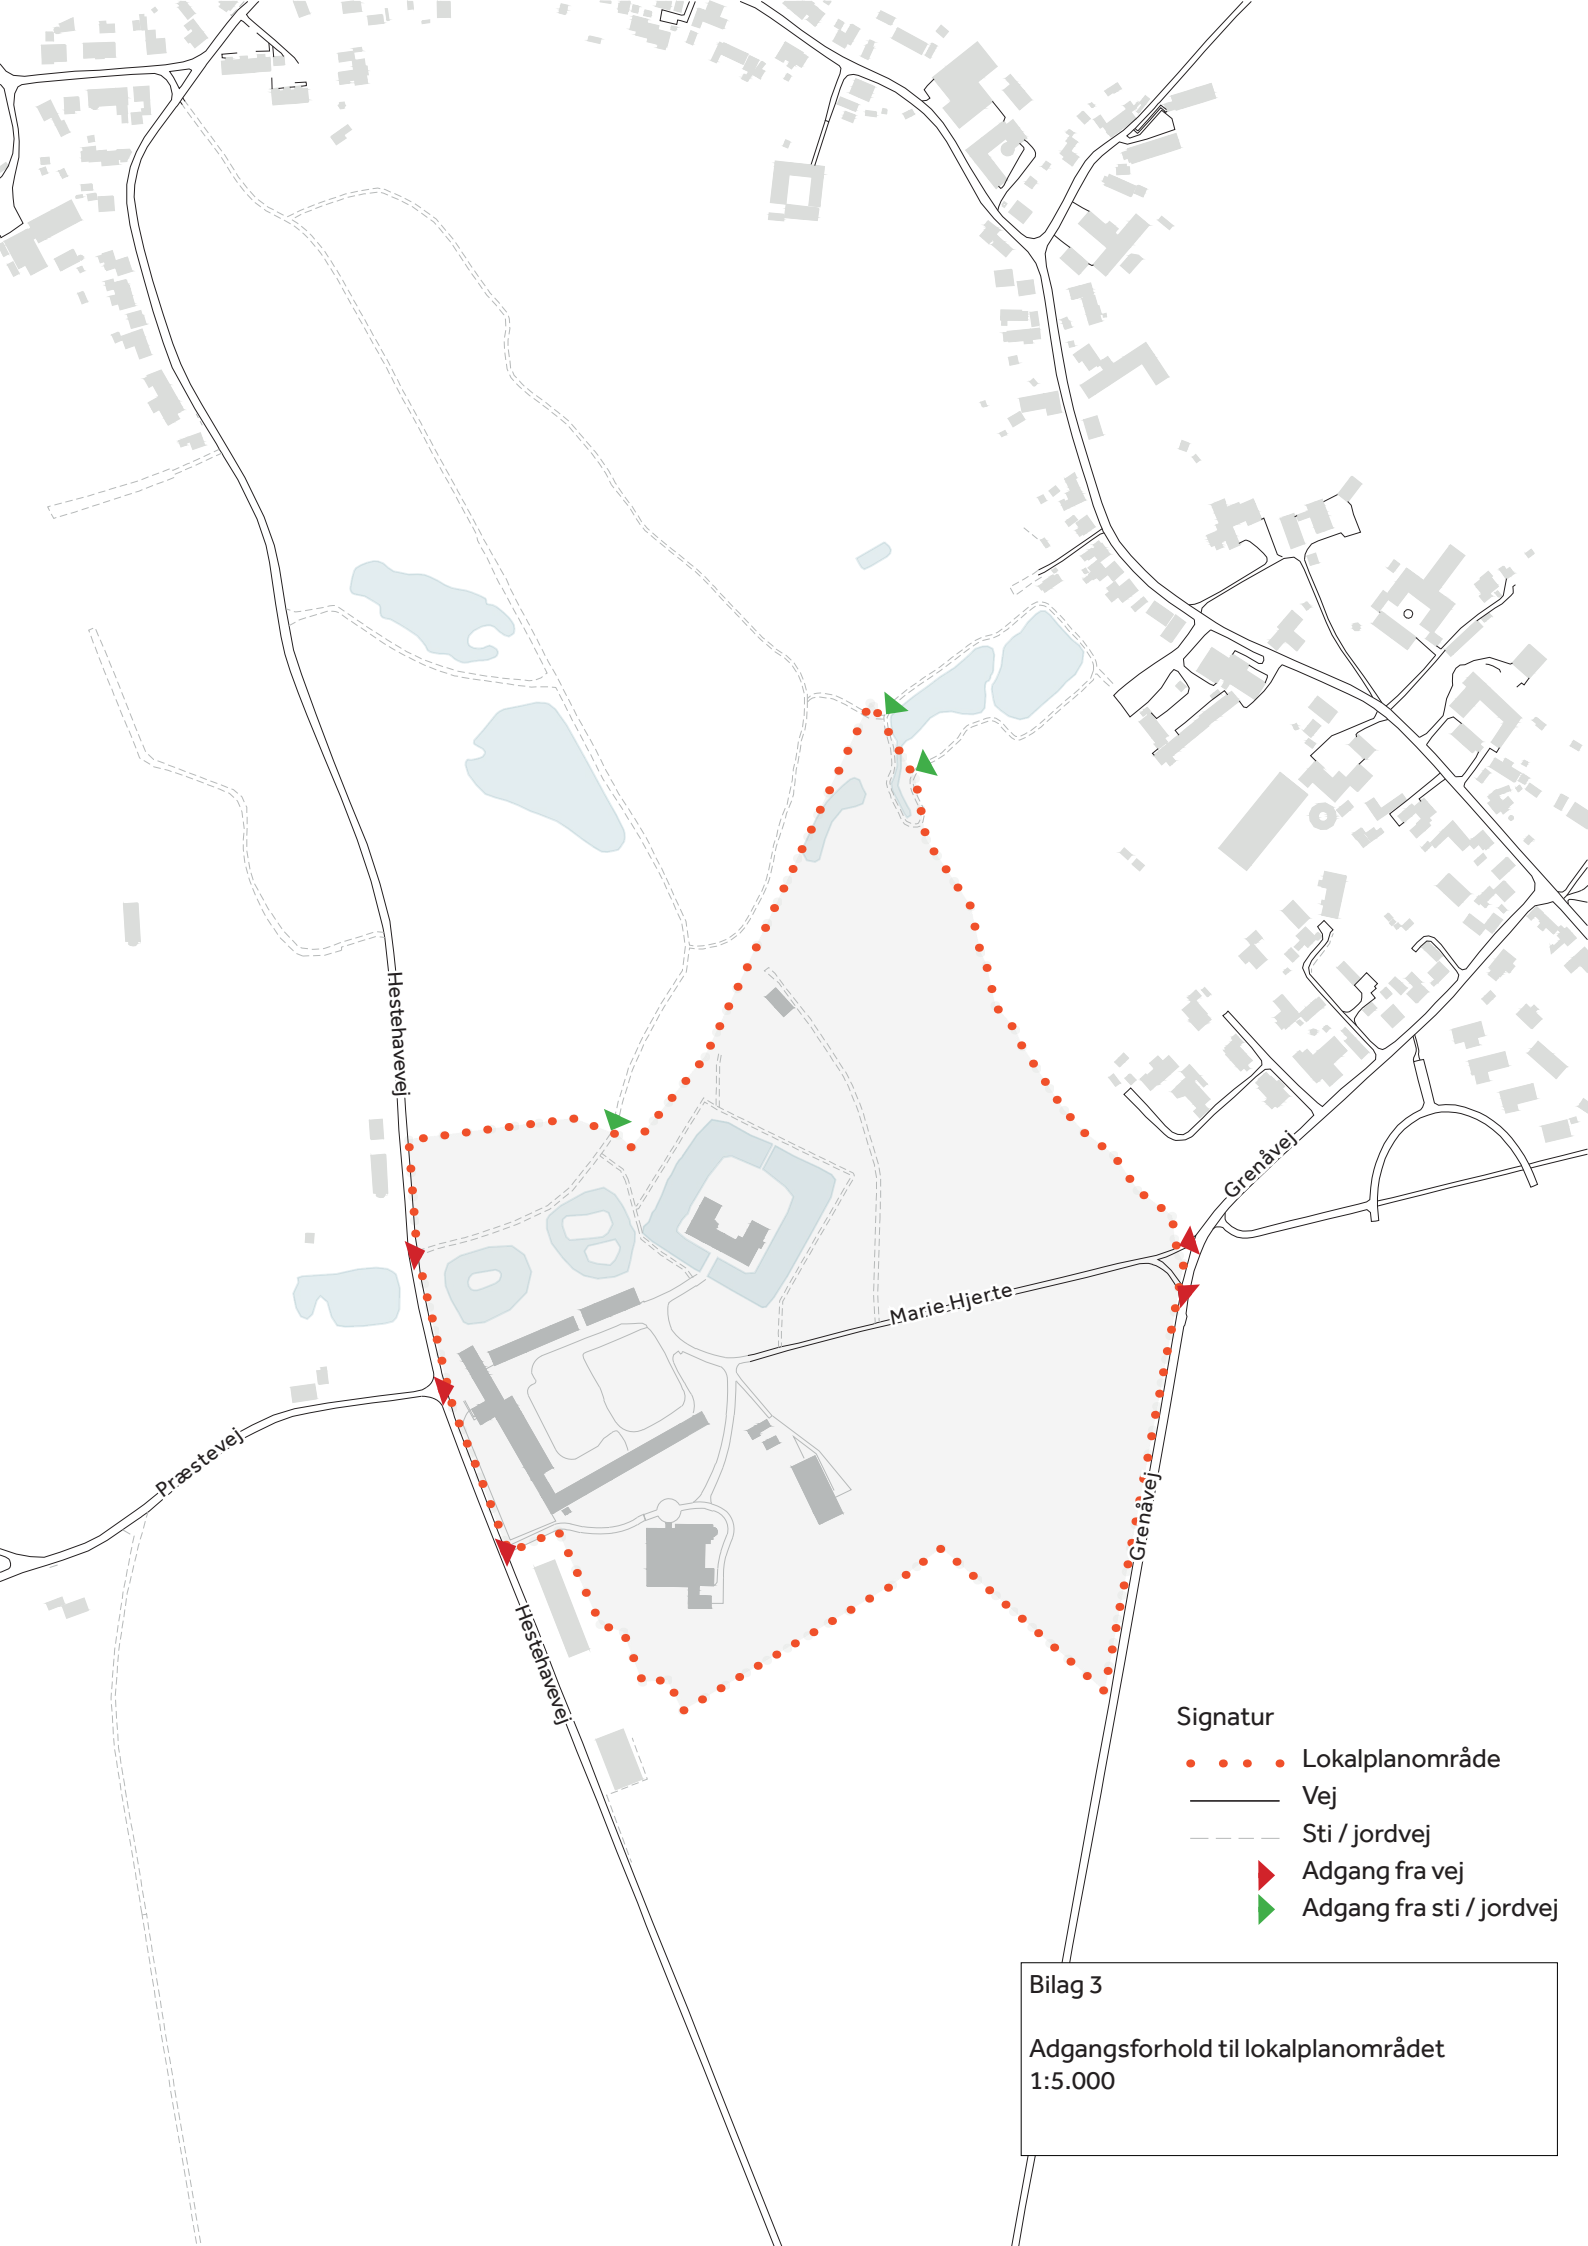 Hestehavevej
Grenåvej
Marie Hjerte
Præstevej
Grenåvej
Hestehavevej
Signatur
Lokalplanområde
Vej
Sti / jordvej
Adgang fra vej
Adgang fra sti / jordvej
Bilag 3
Adgangsforhold til lokalplanområdet
1:5.000